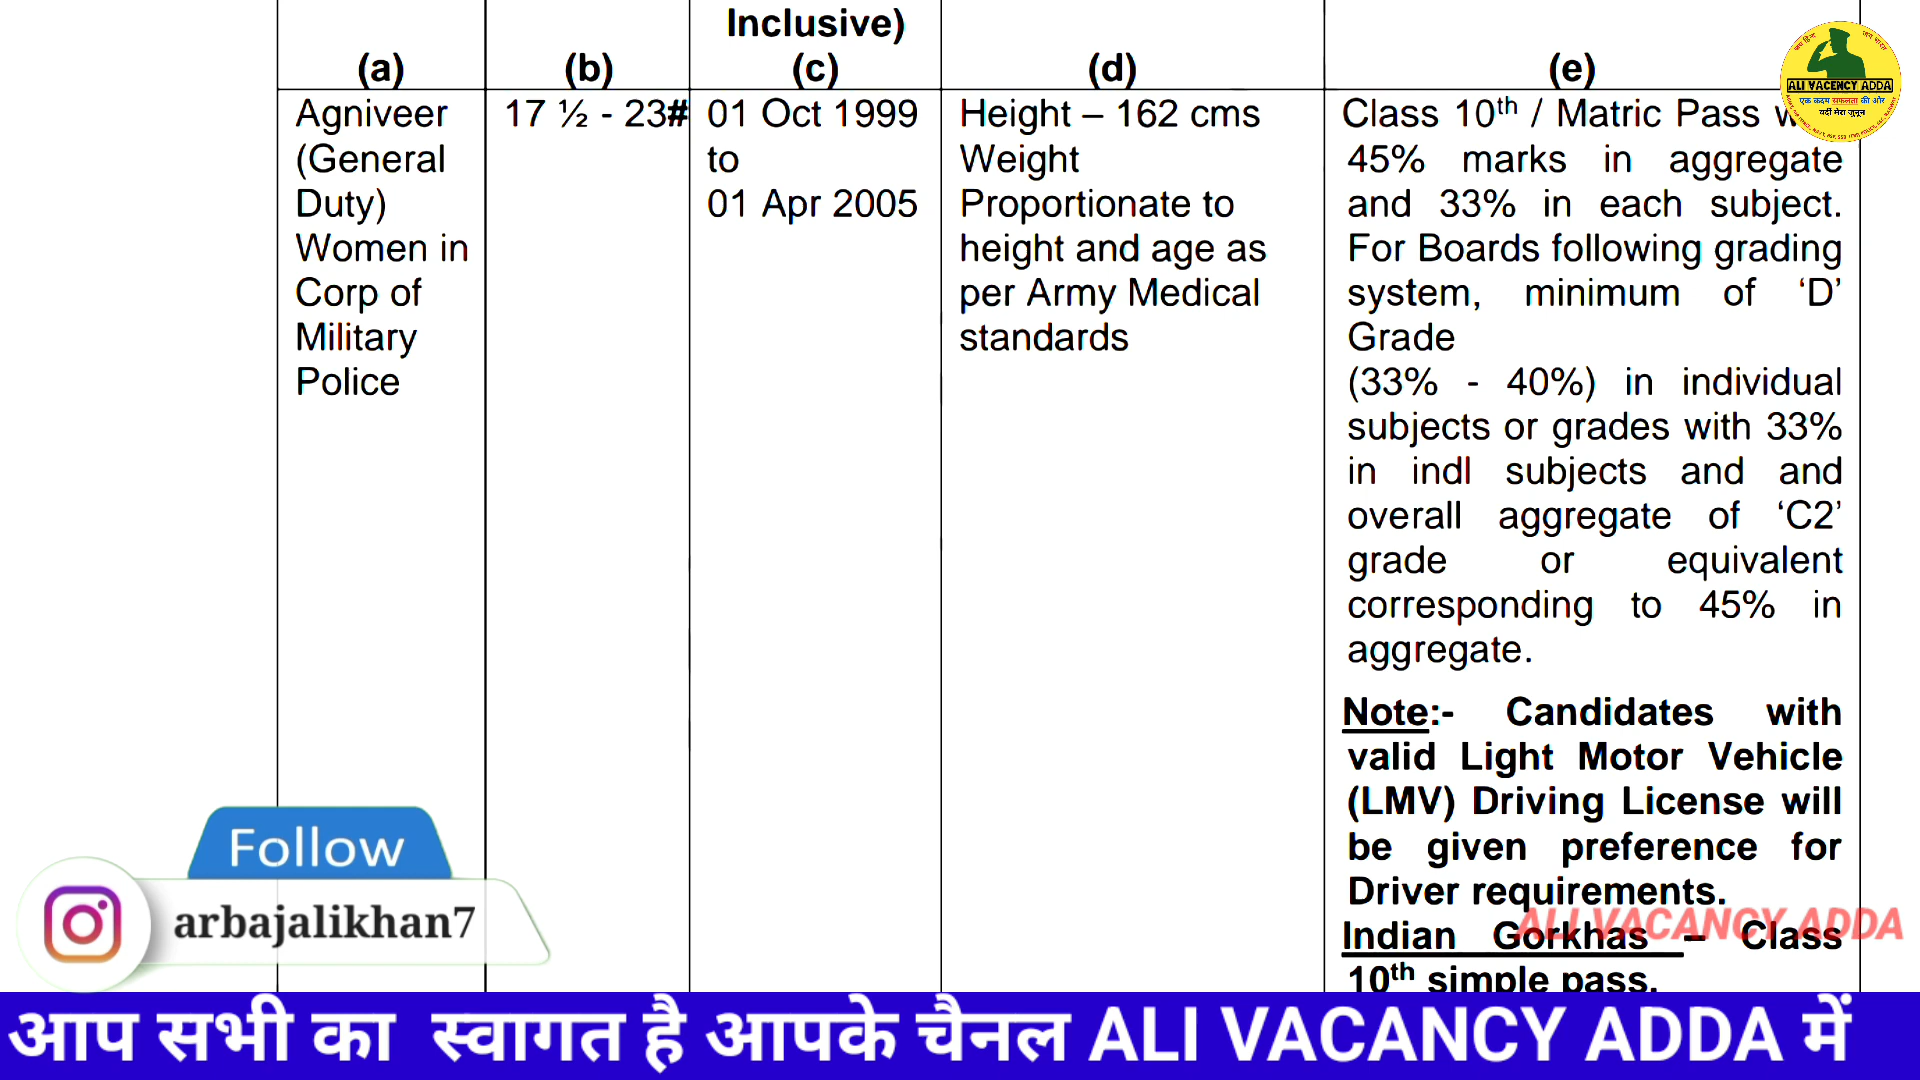 Inclusive)
(a) (b) (c) (d) (e)
Agniveer
(General
Duty)
Women in
Corp of
Military
Police
17 ½ - 23#
01 Oct 1999
to
01 Apr 2005
Height – 162 cms
Weight
Proportionate to
height and age as
per Army Medical
standards
Class 10th / Matric Pass
45% marks in aggregate
and 33% in each subject.
For Boards following grading
system, minimum of ‘D’
Grade
(33% - 40%) in individual
subjects or grades with 33%
in indl subjects and and
overall aggregate of ‘C2’
grade or equivalent
corresponding to 45% in
aggregate.
Note:- Candidates with
valid Light Motor Vehicle
(LMV) Driving License will
be given preference for
Driver requirements.
Indian Gorkhas – Class
10th simple pass.
ALI VACENCY ADDA
एक कदम सफलता की ओर
वर्दी मेरा जुनून
Follow
arbajalikhan7
ALI VACANCY ADDA
आप सभी का स्वागत है आपके चैनल ALI VACANCY ADDA में